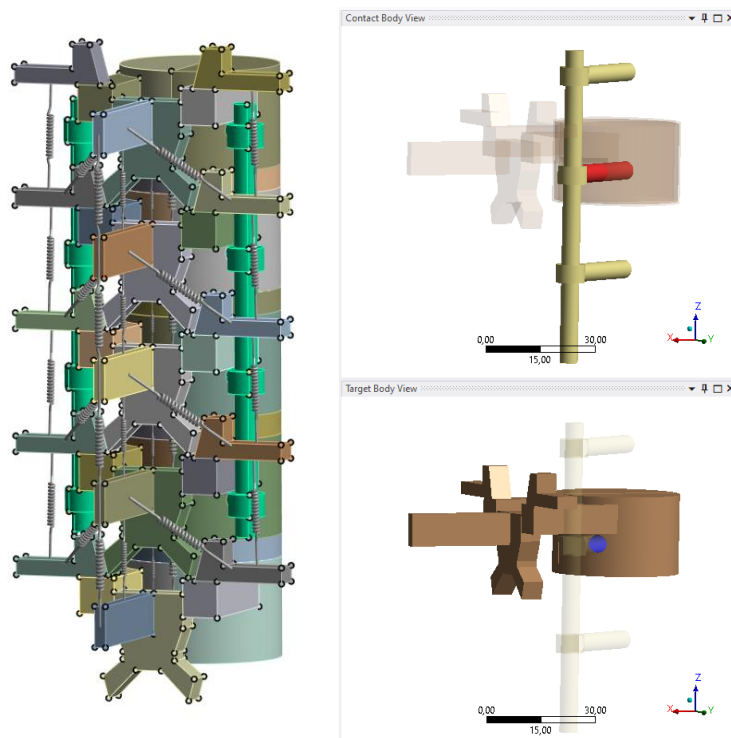 Contact Body View
Z
X
Y
0,00
30,00
15,00
Target Body View
Z
X
Y
0,00
30,00
15,00